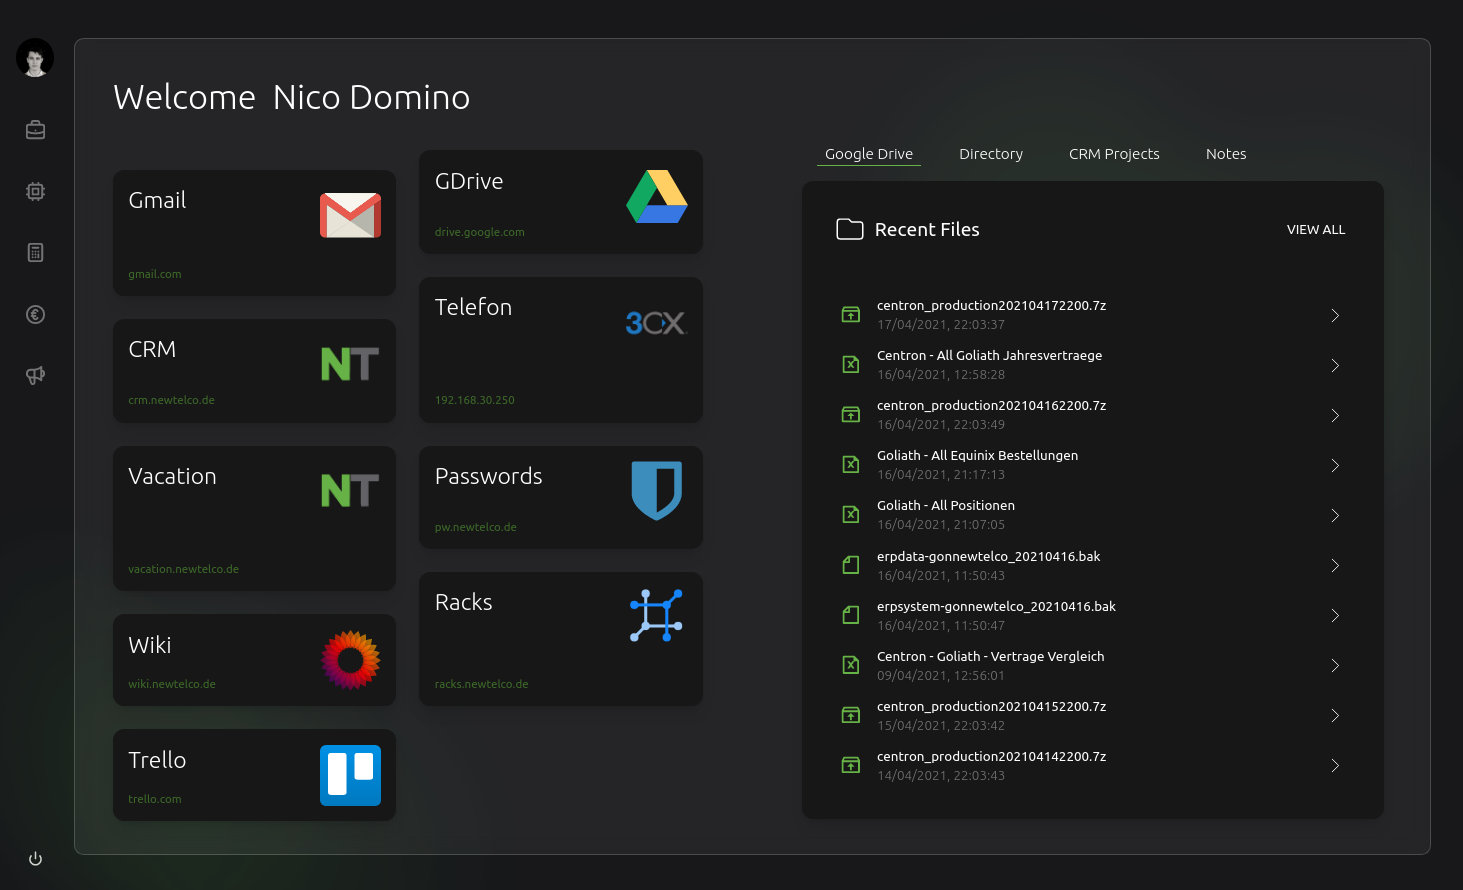 Welcome Nico Domino
Gmail
gmail.com
CRM
NT
crm.newtelco.de
Vacation
NT
vacation.newtelco.de
Wiki
wiki.newtelco.de
Trello
trello.com
GDrive
drive.google.com
Telefon
3CX
192.168.30.250
Passwords
pw.newtelco.de
Racks
racks.newtelco.de
Google Drive
Directory
CRM Projects
Notes
Recent Files
VIEW ALL
centron_production202104172200.7z
17/04/2021, 22:03:37
Centron - All Goliath Jahresvertraege
16/04/2021, 12:58:28
centron_production202104162200.7z
16/04/2021, 22:03:49
Goliath - All Equinix Bestellungen
16/04/2021, 21:17:13
Goliath - All Positionen
16/04/2021, 21:07:05
erpdata-gonnewtelco_20210416.bak
16/04/2021, 11:50:43
erpsystem-gonnewtelco_20210416.bak
16/04/2021, 11:50:47
Centron - Goliath - Vertrage Vergleich
09/04/2021, 12:56:01
centron_production202104152200.7z
15/04/2021, 22:03:42
centron_production202104142200.7z
14/04/2021, 22:03:43